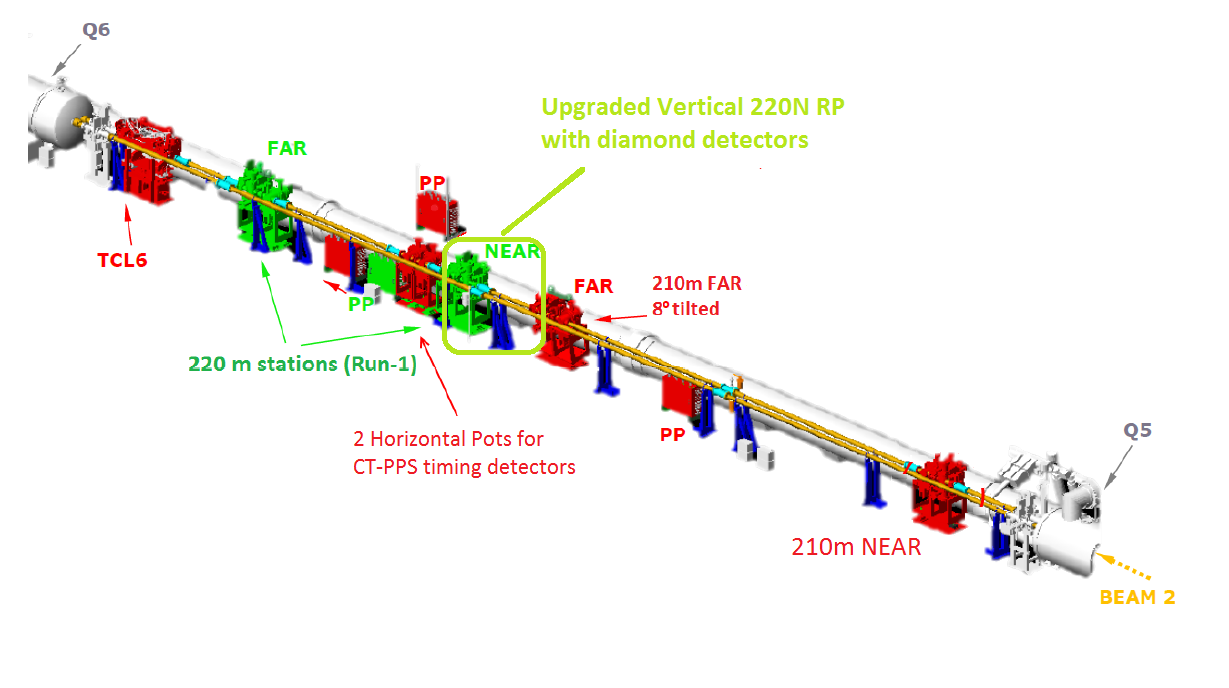 Q6
Upgraded Vertical 220N RP
with diamond detectors
FAR
PP
NEAR
TCL6
210m FAR
8° tilted
FAR
PP
220 m stations (Run-1)
2 Horizontal Pots for
CT-PPS timing detectors
PP
Q5
210m NEAR
BEAM 2